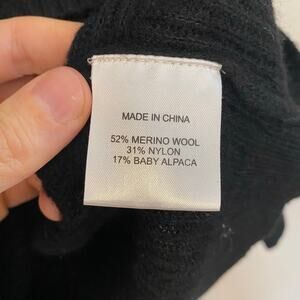 MADE IN CHINA
52% MERINO WOOL
31% NYLON
17% BABY ALPACA